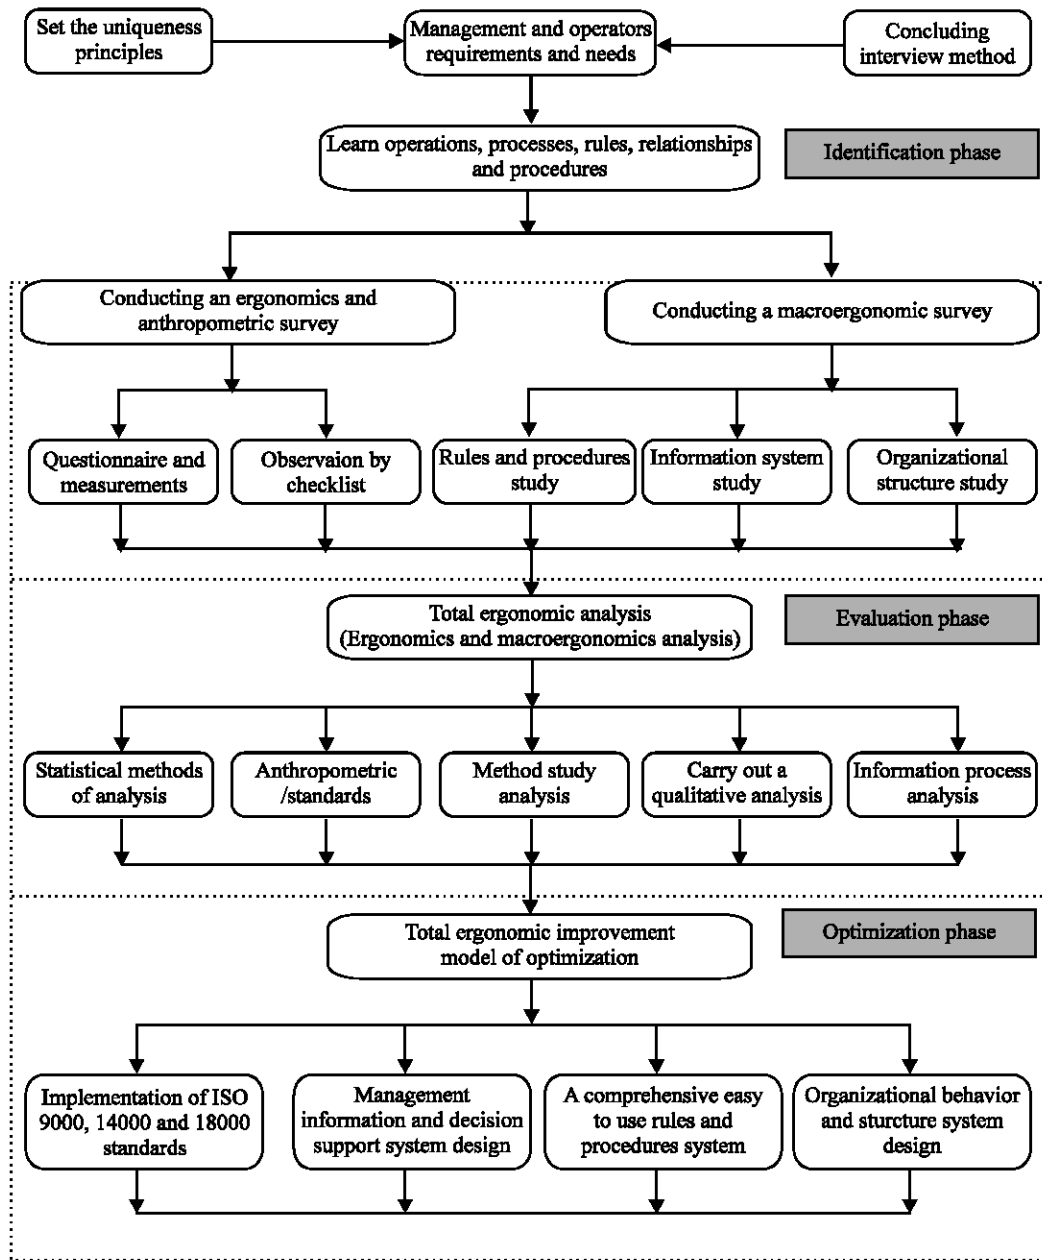 Set the uniqueness
principles
Management and operators
requirements and needs
Concluding
interview method
Learn operations, processes, rules, relationships
and procedures
Identification phase
Conducting an ergonomics and
anthropometric survey
Conducting a macroergonomic survey
Questionnaire and
measurements
Observaion by
checklist
Rules and procedures
study
Information system
study
Organizational
structure study
Total ergonomic analysis
(Ergonomics and macroergonomics analysis)
Evaluation phase
Statistical methods
of analysis
Anthropometric
/standards
Method study
analysis
Carry out a
qualitative analysis
Information process
analysis
Total ergonomic improvement
model of optimization
Optimization phase
Implementation of ISO
9000, 14000 and 18000
standards
Management
information and decision
support system design
A comprehensive easy
to use rules and
procedures system
Organizational behavior
and sturcture system
design